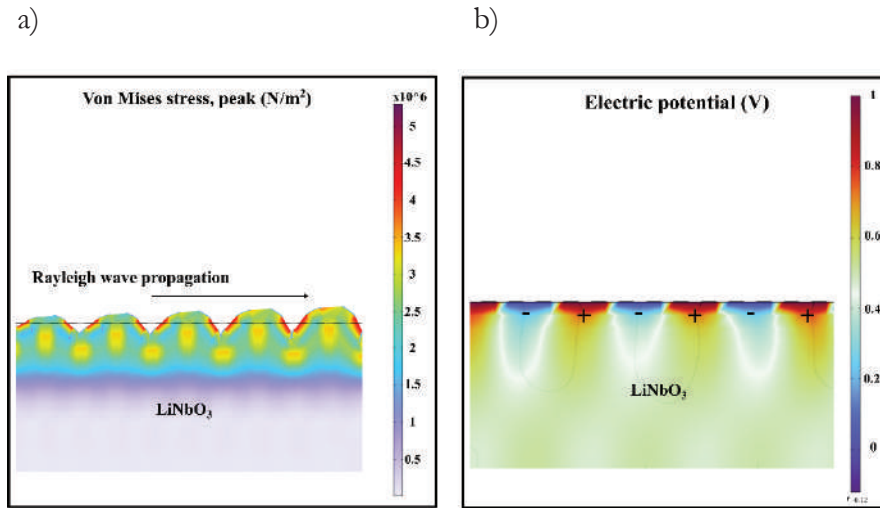 a)
b)
Von Mises stress, peak (N/m²)
x10^6
5
4.5
4
3.5
3
2.5
2
1.5
1
0.5
Rayleigh wave propagation
LiNbO₃
Electric potential (V)
1
0.8
0.6
0.4
0.2
0
- + - + - +
LiNbO₃